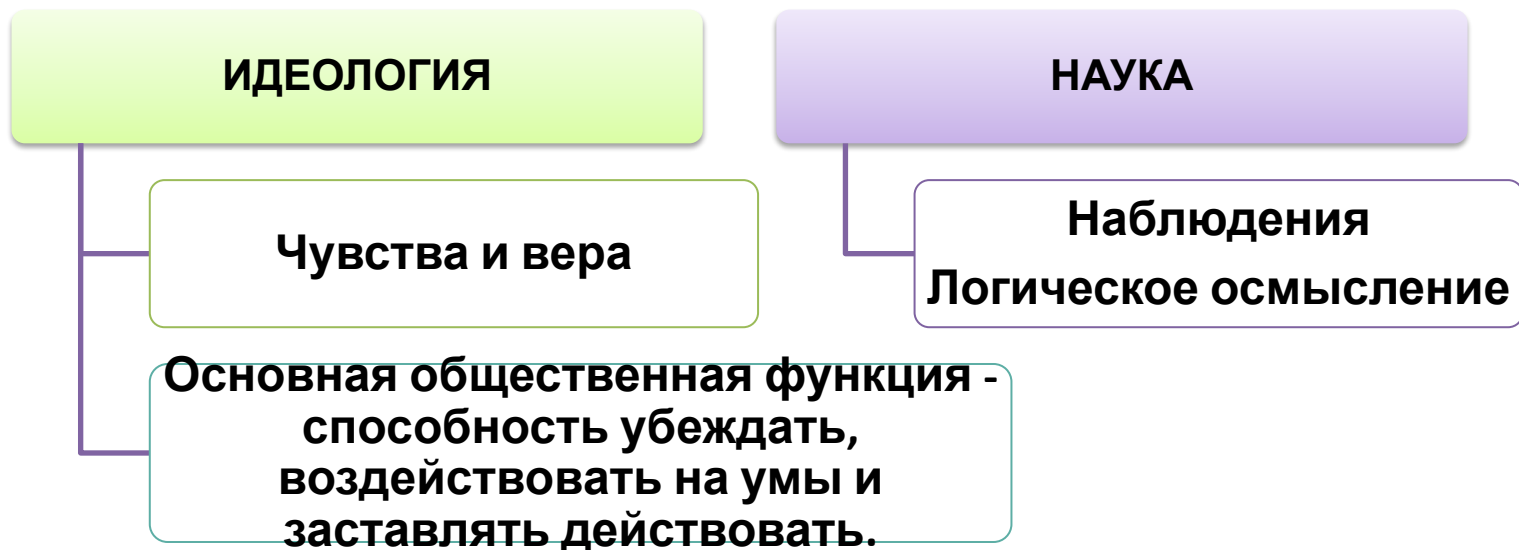 ИДЕОЛОГИЯ
Чувства и вера
Основная общественная функция -
способность убеждать,
воздействовать на умы и
заставлять действовать.
НАУКА
Наблюдения
Логическое осмысление